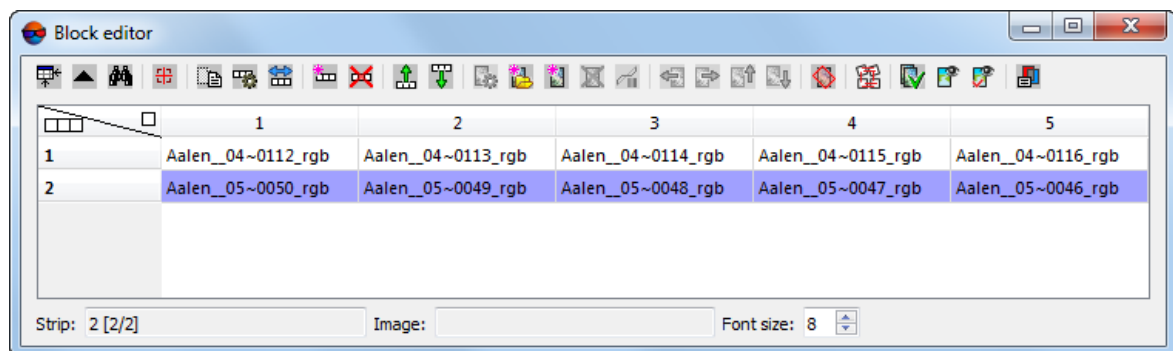 Block editor
1 2 3 4 5
1 Aalen__04~0112_rgb Aalen__04~0113_rgb Aalen__04~0114_rgb Aalen__04~0115_rgb Aalen__04~0116_rgb
2 Aalen__05~0050_rgb Aalen__05~0049_rgb Aalen__05~0048_rgb Aalen__05~0047_rgb Aalen__05~0046_rgb
Strip: 2 [2/2] Image: Font size: 8